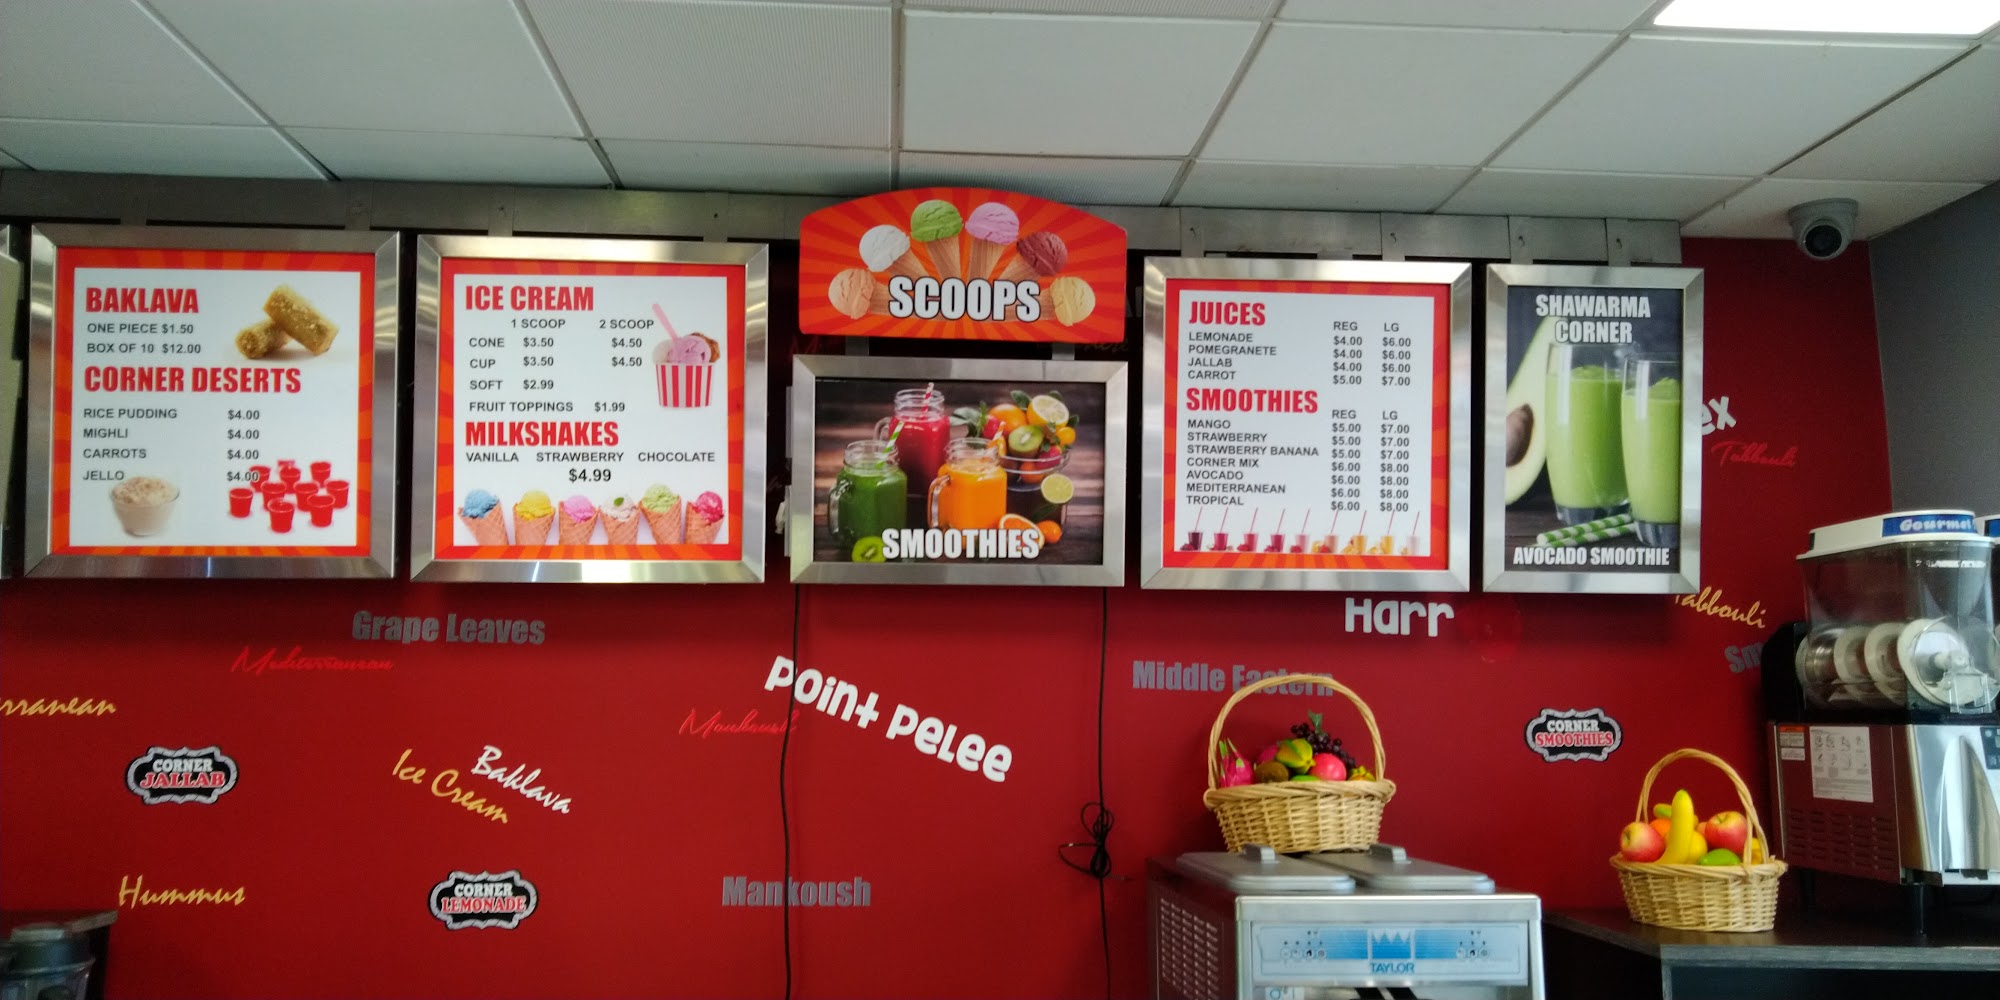 BAKLAVA
ONE PIECE $1.50
BOX OF 10 $12.00
CORNER DESERTS
RICE PUDDING $4.00
MIGHLI $4.00
CARROTS $4.00
JELLO $4.00
ICE CREAM
1 SCOOP 2 SCOOP
CONE $3.50 $4.50
CUP $3.50 $4.50
SOFT $2.99
FRUIT TOPPINGS $1.99
MILKSHAKES
VANILLA STRAWBERRY CHOCOLATE
$4.99
SCOOPS
SMOOTHIES
JUICES
REG LG
LEMONADE $4.00 $6.00
POMEGRANETE $4.00 $6.00
JALLAB $4.00 $6.00
CARROT $5.00 $7.00
SMOOTHIES
REG LG
MANGO $5.00 $7.00
STRAWBERRY $5.00 $7.00
STRAWBERRY BANANA $5.00 $7.00
CORNER MIX $6.00 $8.00
AVOCADO $6.00 $8.00
MEDITERRANEAN $6.00 $8.00
TROPICAL $6.00 $8.00
SHAWARMA
CORNER
AVOCADO SMOOTHIE
ex
Tabbouli
Gourmet
Grape Leaves
Mediterranean
rranean
Point Pelee
Harr
Tabbouli
Middle Eastern
Sm
Mankoush
CORNER
JALLAB
Ice Cream
Baklava
CORNER
SMOOTHIES
Hummus
CORNER
LEMONADE
Mankoush
TAYLOR